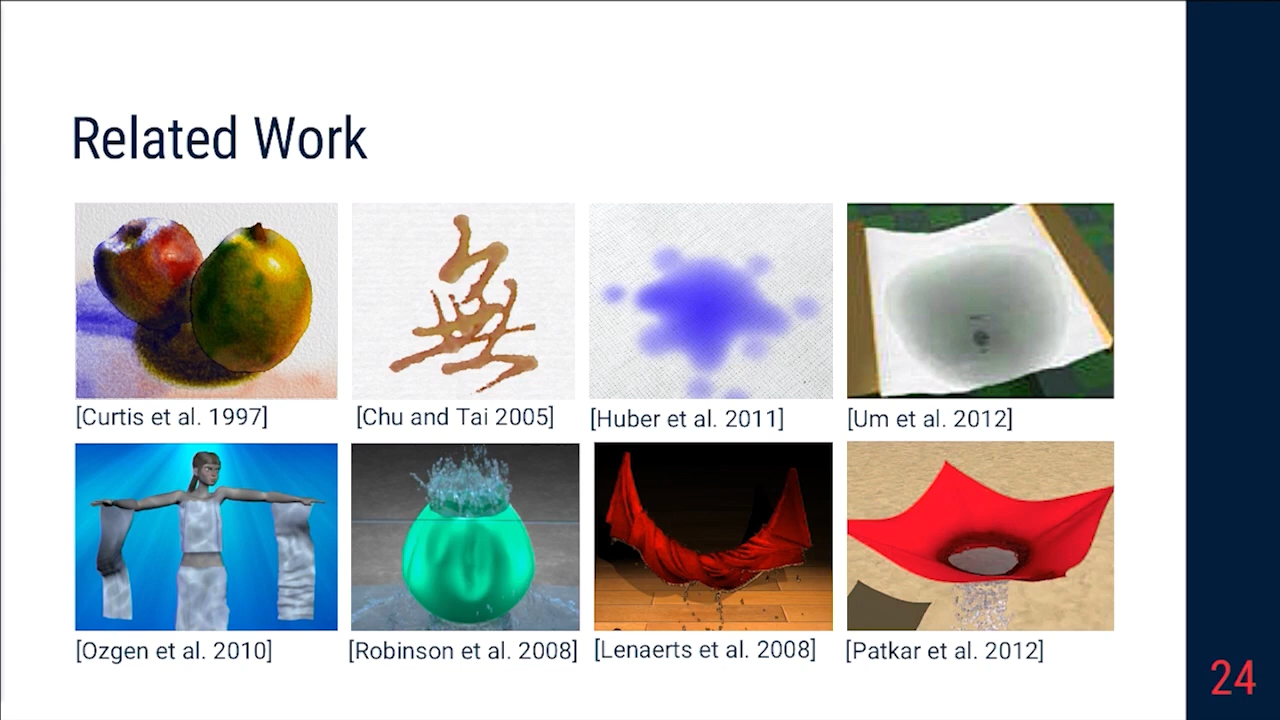 Related Work
無
[Curtis et al. 1997]
[Chu and Tai 2005]
[Huber et al. 2011]
[Um et al. 2012]
[Ozgen et al. 2010]
[Robinson et al. 2008]
[Lenaerts et al. 2008]
[Patkar et al. 2012]
24